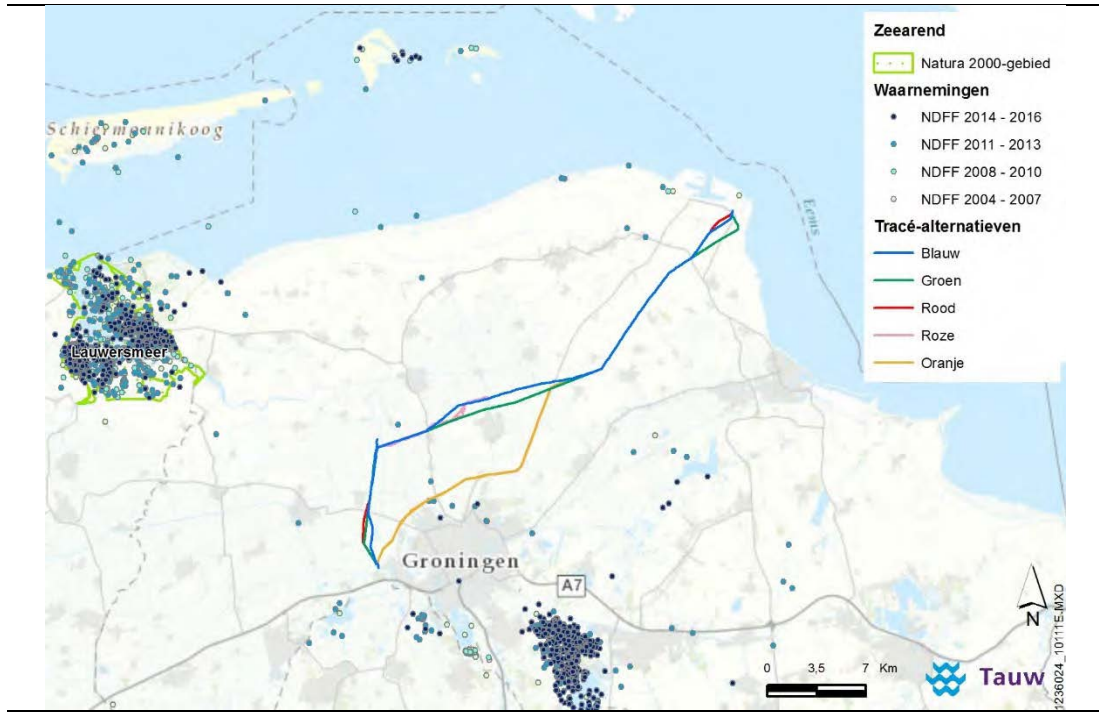 Zeearend
Natura 2000-gebied
Waarnemingen
NDFF 2014 - 2016
NDFF 2011 - 2013
NDFF 2008 - 2010
NDFF 2004 - 2007
Tracé-alternatieven
Blauw
Groen
Rood
Roze
Oranje
Schiermonnikoog
Eems
Lauwersmeer
Groningen
A7
N
0 3,5 7 Km
Tauw
1236024_101115.MXD